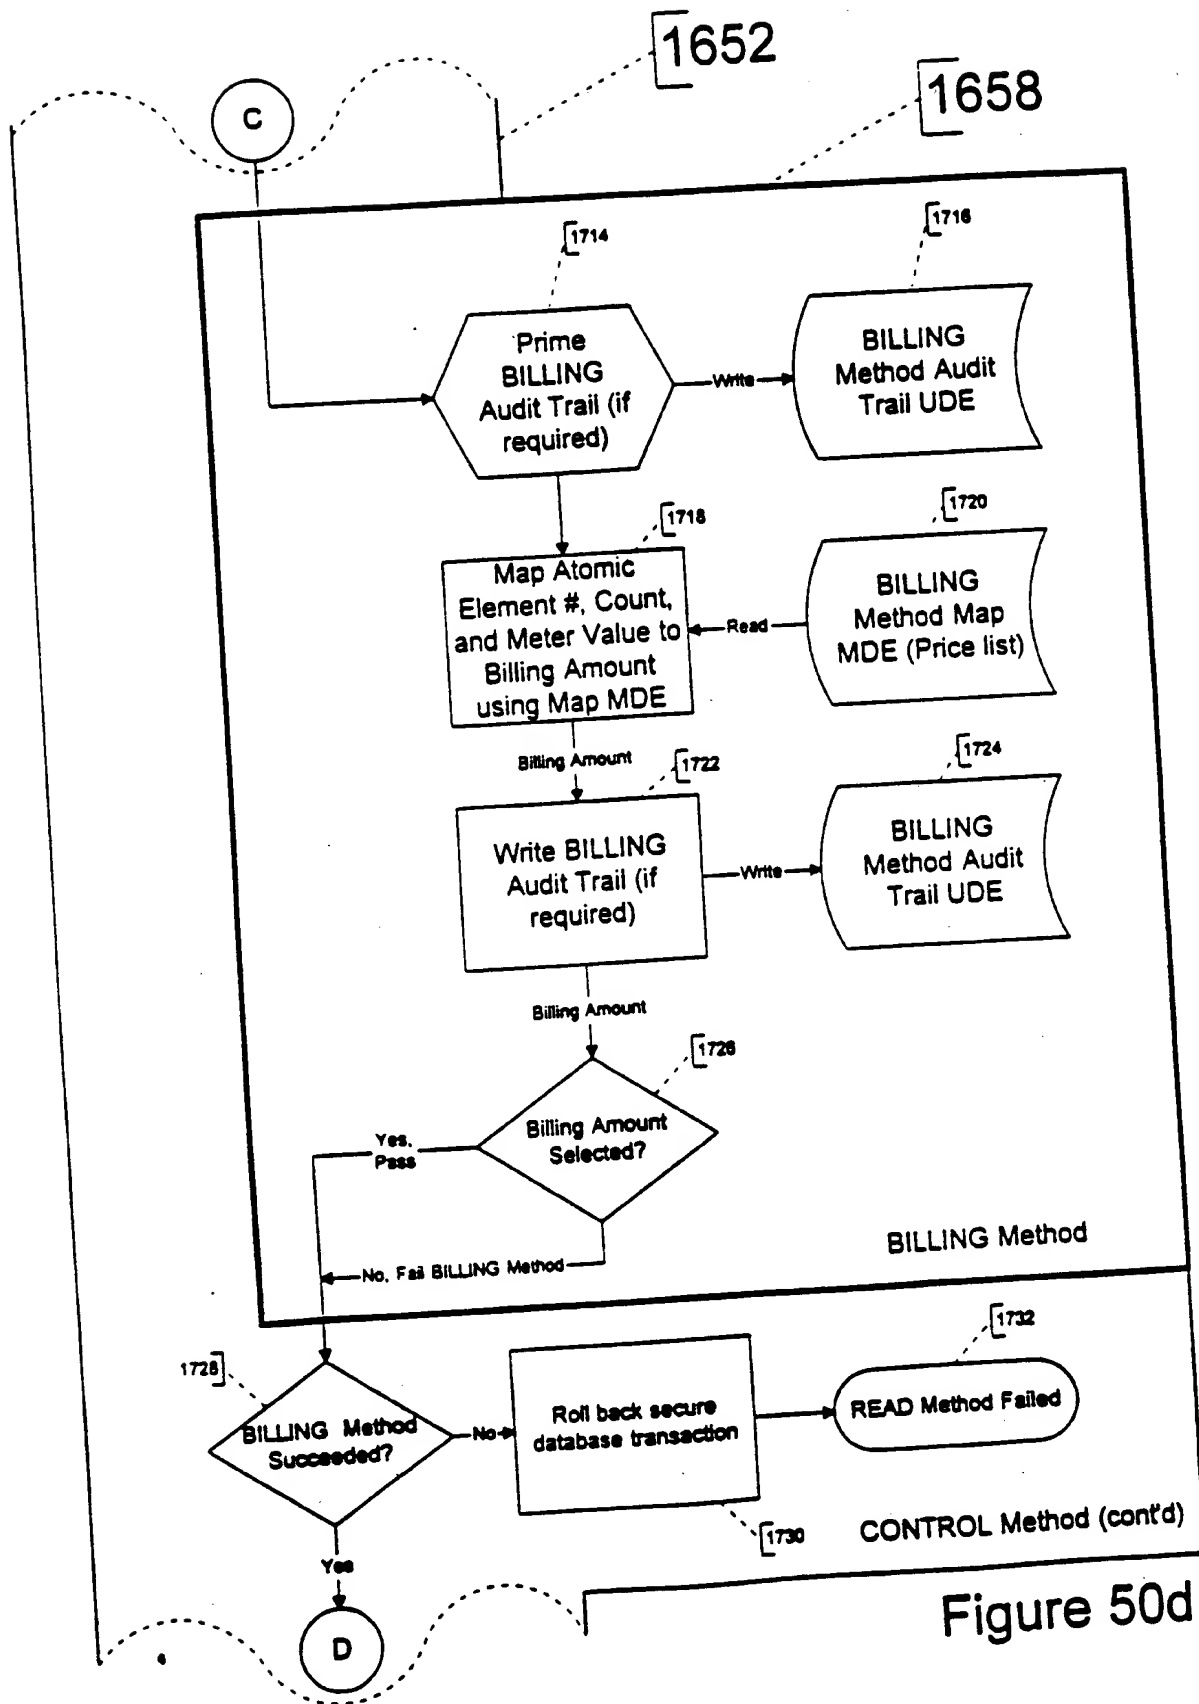 1652
1658
C
1714
1716
Prime
BILLING
Audit Trail (if
required)
Write
BILLING
Method Audit
Trail UDE
1718
1720
Map Atomic
Element #, Count,
and Meter Value to
Billing Amount
using Map MDE
Read
BILLING
Method Map
MDE (Price list)
Billing Amount
1722
1724
Write BILLING
Audit Trail (if
required)
Write
BILLING
Method Audit
Trail UDE
Billing Amount
1726
Billing Amount
Selected?
Yes,
Pass
No, Fail BILLING Method
BILLING Method
1728
1732
BILLING Method
Succeeded?
No
Roll back secure
database transaction
READ Method Failed
1730
CONTROL Method (cont'd)
Yes
D
Figure 50d